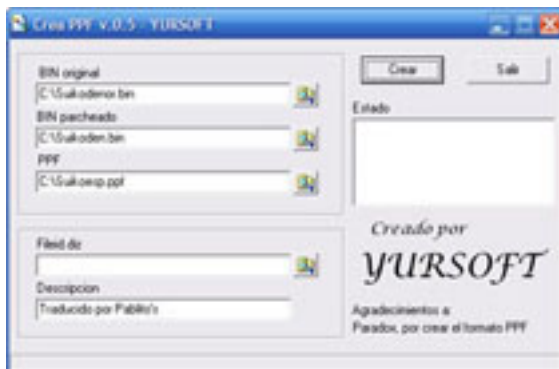 Crea PPF v.0.5 - YURSOFT
BIN original
C:\Suikodenor.bin
BIN parcheado
C:\Suikoden.bin
PPF
C:\Suikoesp.ppf
Fileid.diz
Descripcion
Traducido por Pablito's
Crear
Salir
Estado
Creado por
YURSOFT
Agradecimientos a:
Paradox, por crear el formato PPF